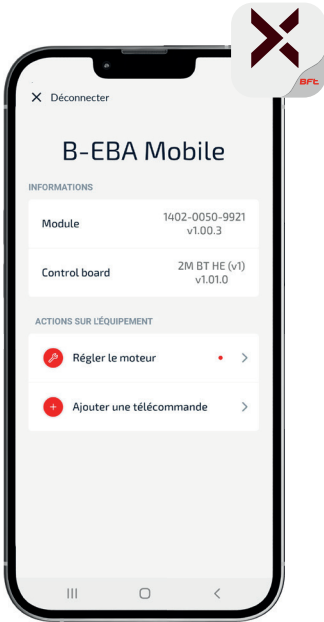 BFt
X Déconnecter
B-EBA Mobile
INFORMATIONS
Module
1402-0050-9921
v1.00.3
Control board
2M BT HE (v1)
v1.01.0
ACTIONS SUR L'ÉQUIPEMENT
Régler le moteur
Ajouter une télécommande